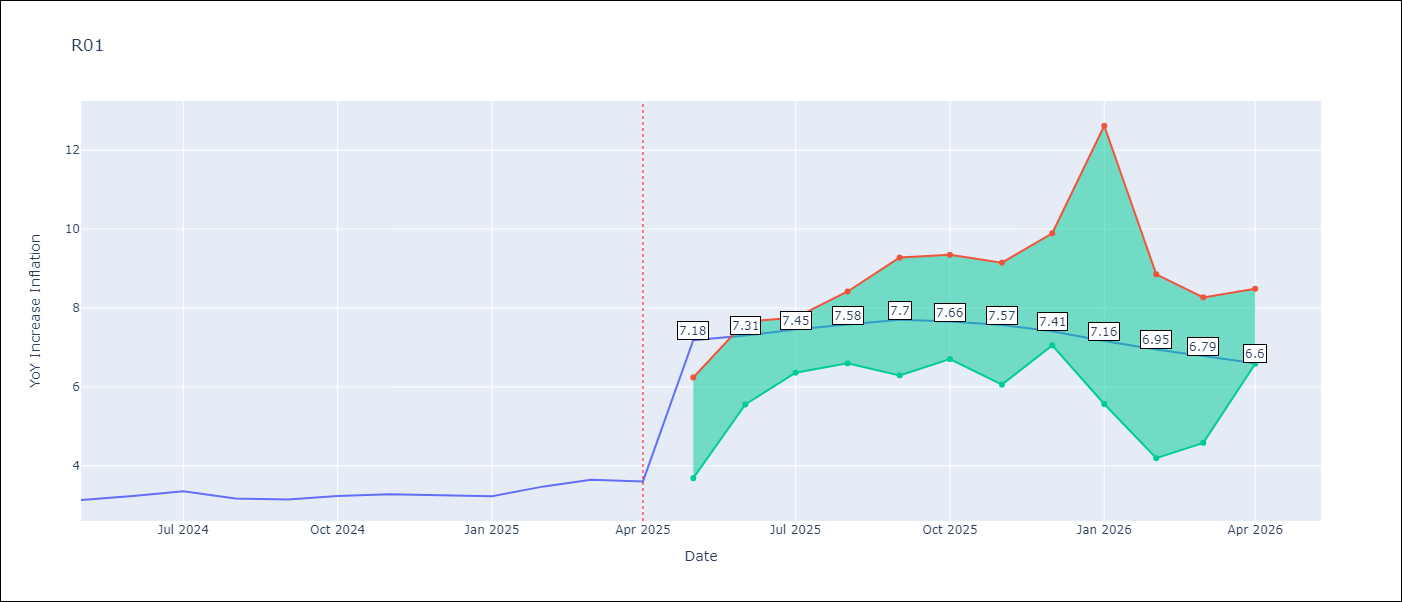 R01
YoY Increase Inflation
12
10
8
6
4
7.18
7.31
7.45
7.58
7.7
7.66
7.57
7.41
7.16
6.95
6.79
6.6
Jul 2024
Oct 2024
Jan 2025
Apr 2025
Jul 2025
Oct 2025
Jan 2026
Apr 2026
Date